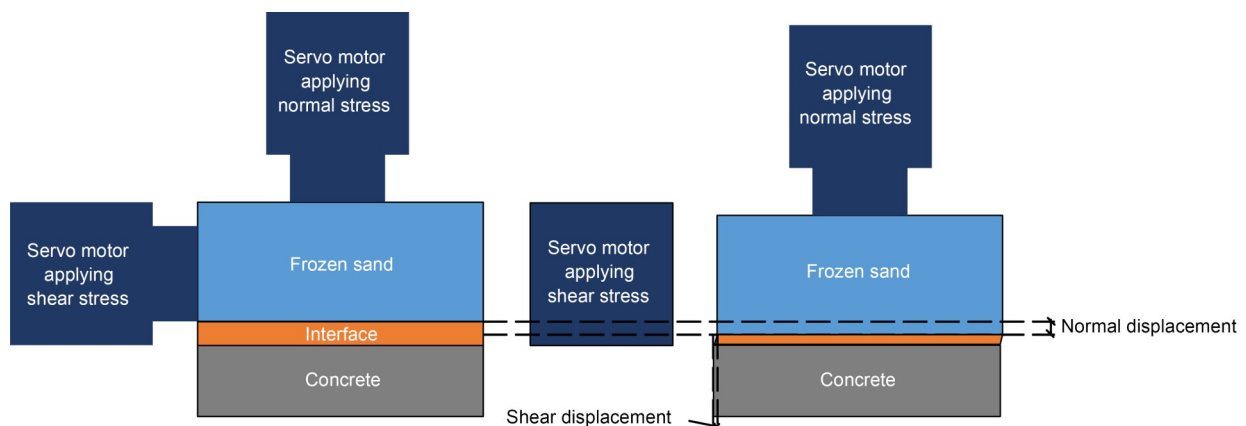 Servo motor
applying
normal stress
Servo motor
applying
shear stress
Frozen sand
Interface
Concrete
Servo motor
applying
shear stress
Servo motor
applying
normal stress
Frozen sand
Normal displacement
Concrete
Shear displacement